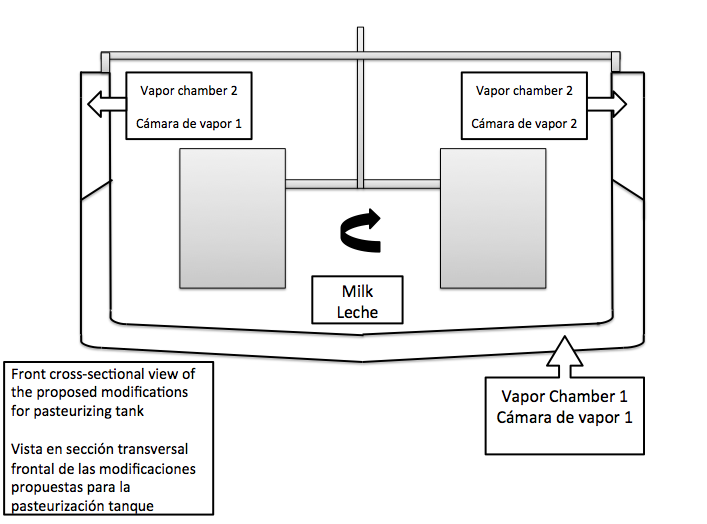 Vapor chamber 2
Cámara de vapor 1
Vapor chamber 2
Cámara de vapor 2
Milk
Leche
Vapor Chamber 1
Cámara de vapor 1
Front cross-sectional view of
the proposed modifications
for pasteurizing tank
Vista en sección transversal
frontal de las modificaciones
propuestas para la
pasteurización tanque